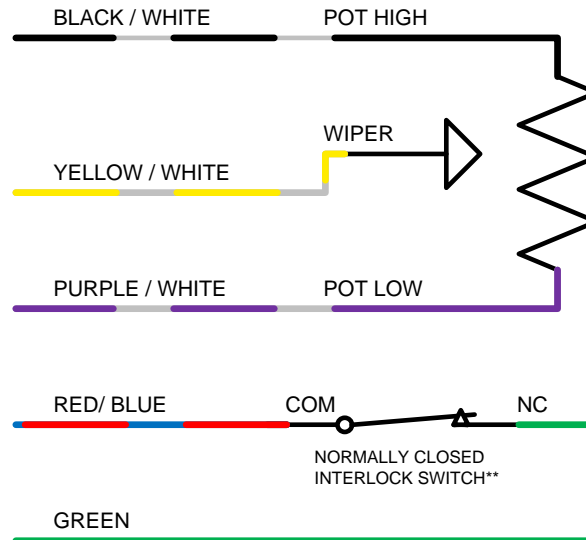 BLACK / WHITE POT HIGH
WIPER
YELLOW / WHITE
PURPLE / WHITE POT LOW
RED/ BLUE COM NC
NORMALLY CLOSED
INTERLOCK SWITCH**
GREEN